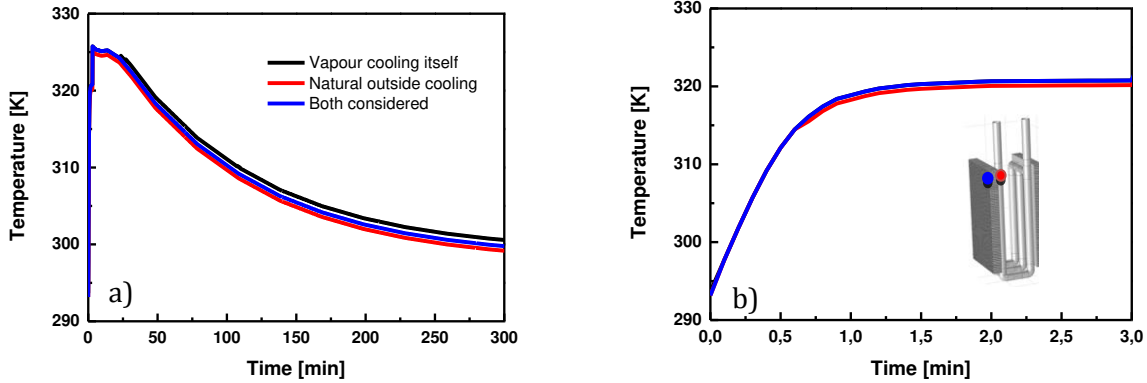 330
320
310
300
290
Temperature [K]
Vapour cooling itself
Natural outside cooling
Both considered
a)
0
50
100
150
200
250
300
Time [min]
330
320
310
300
290
Temperature [K]
b)
0,0
0,5
1,0
1,5
2,0
2,5
3,0
Time [min]